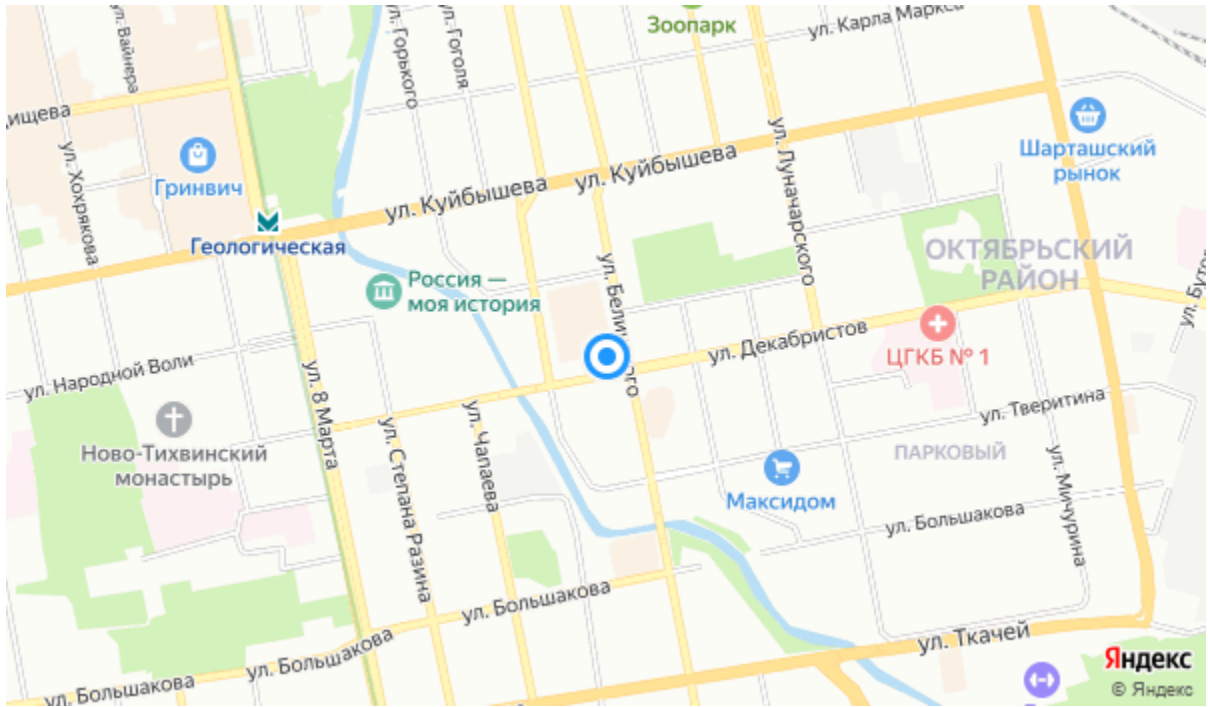 Зоопарк
ул. Карла Маркса
ул. Вайнера
ул. Горького
ул. Гоголя
ул. Хохрякова
Гринвич
ул. Куйбышева
ул. Куйбышева
ул. Луначарского
Шарташский
рынок
Геологическая
Россия —
моя история
ОКТЯБРЬСКИЙ
РАЙОН
ул. Декабристов
ЦГКБ № 1
ул. Народной Воли
ул. 8 Марта
Ново-Тихвинский
монастырь
ул. Степана Разина
ул. Чапаева
ул. Тверитина
ПАРКОВЫЙ
Максидом
ул. Мичурина
ул. Большакова
ул. Большакова
ул. Большакова
ул. Большакова
ул. Ткачей
Яндекс
© Яндекс